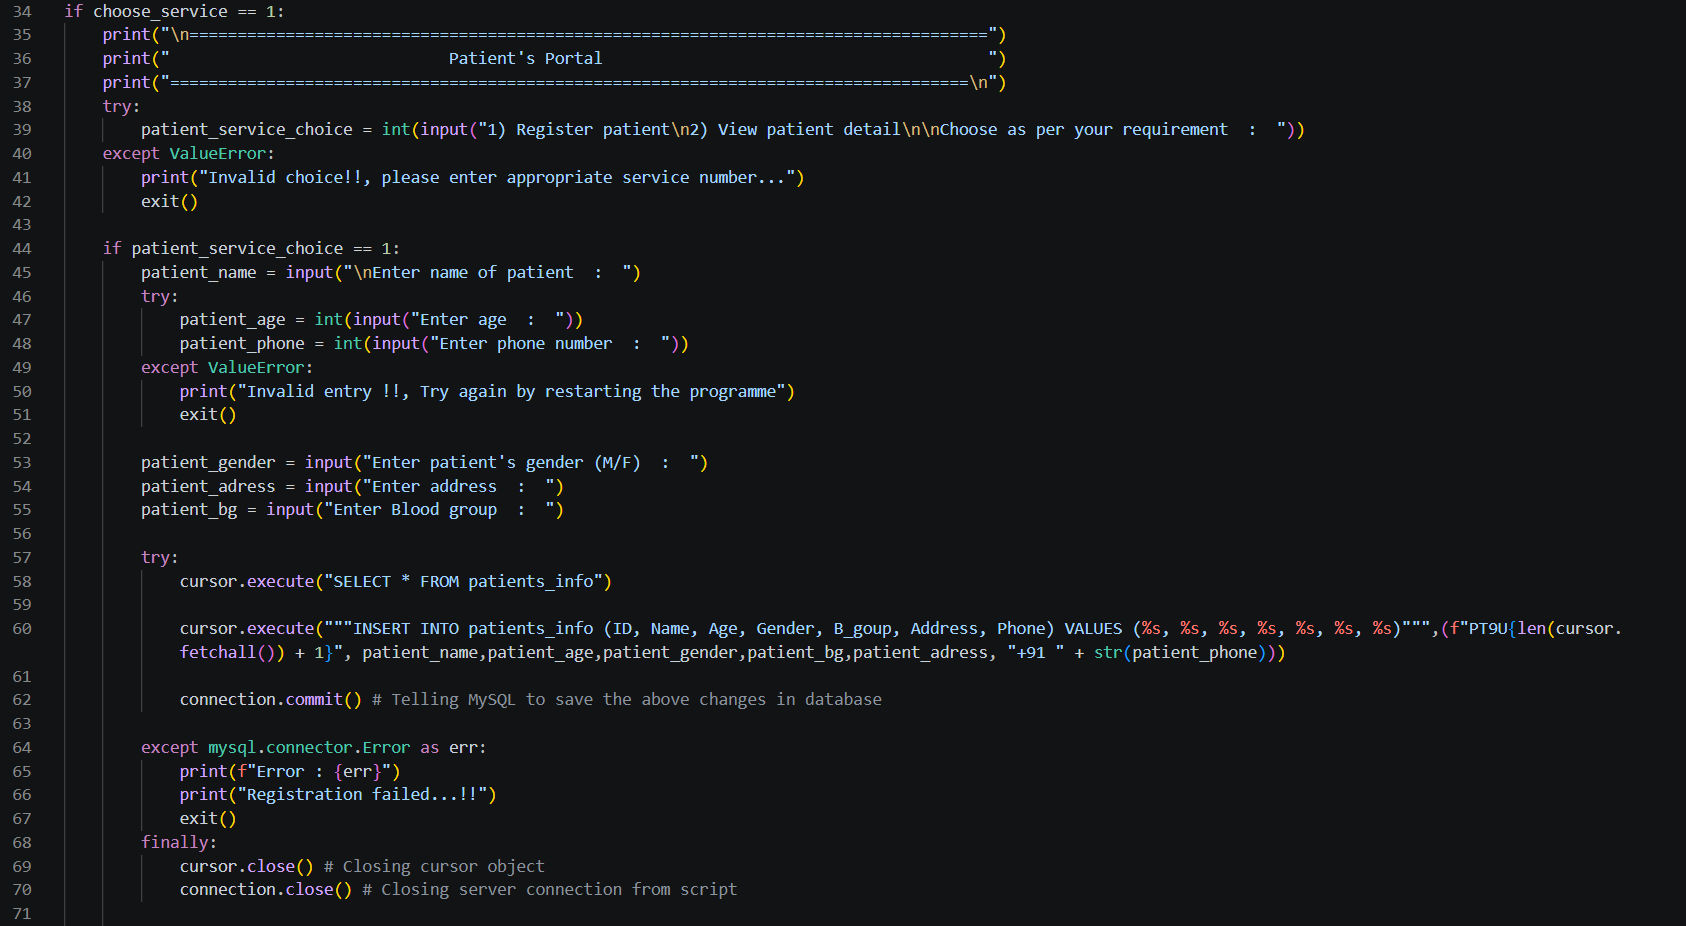 34 if choose_service == 1:
35 print("\n===================================================================================")
36 print("                             Patient's Portal                                        ")
37 print("===================================================================================\n")
38 try:
39 patient_service_choice = int(input("1) Register patient\n2) View patient detail\n\nChoose as per your requirement  :  "))
40 except ValueError:
41 print("Invalid choice!!, please enter appropriate service number...")
42 exit()
43
44 if patient_service_choice == 1:
45 patient_name = input("\nEnter name of patient  :  ")
46 try:
47 patient_age = int(input("Enter age  :  "))
48 patient_phone = int(input("Enter phone number  :  "))
49 except ValueError:
50 print("Invalid entry !!, Try again by restarting the programme")
51 exit()
52
53 patient_gender = input("Enter patient's gender (M/F)  :  ")
54 patient_adress = input("Enter address  :  ")
55 patient_bg = input("Enter Blood group  :  ")
56
57 try:
58 cursor.execute("SELECT * FROM patients_info")
59
60 cursor.execute("""INSERT INTO patients_info (ID, Name, Age, Gender, B_goup, Address, Phone) VALUES (%s, %s, %s, %s, %s, %s, %s)""",(f"PT9U{len(cursor.
fetchall()) + 1}", patient_name,patient_age,patient_gender,patient_bg,patient_adress, "+91 " + str(patient_phone)))
61
62 connection.commit() # Telling MySQL to save the above changes in database
63
64 except mysql.connector.Error as err:
65 print(f"Error : {err}")
66 print("Registration failed...!!")
67 exit()
68 finally:
69 cursor.close() # Closing cursor object
70 connection.close() # Closing server connection from script
71